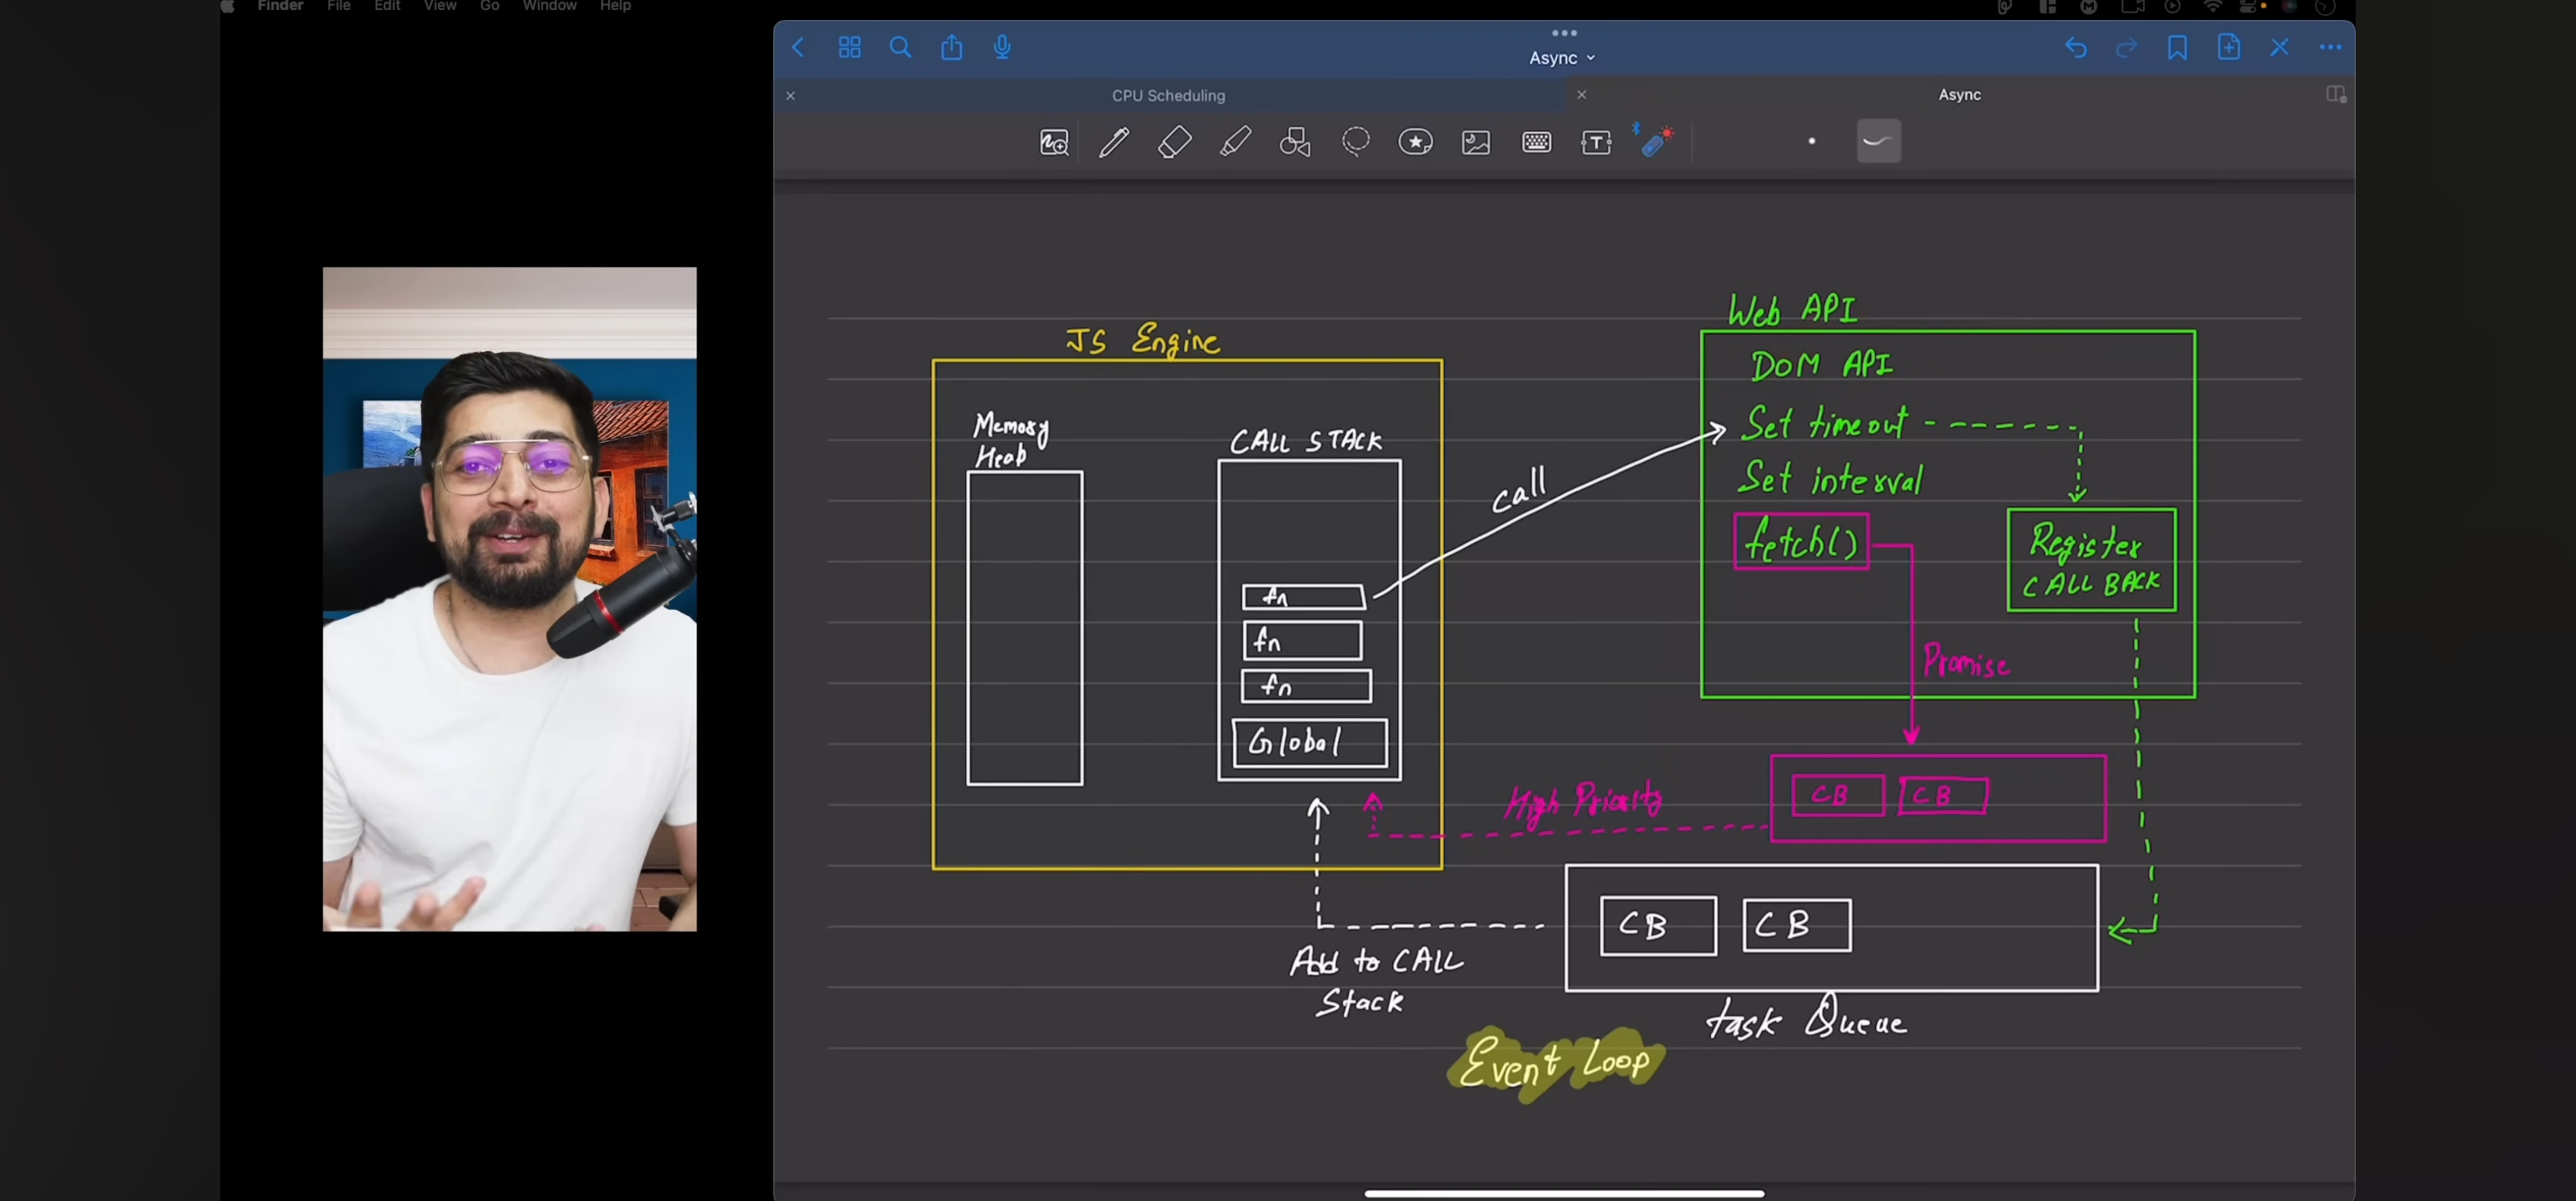 Finder File Edit View Go Window Help
Async
CPU Scheduling
Async
T
JS Engine
Memory
Heap
CALL STACK
fn
fn
fn
Global
call
Web API
DOM API
Set timeout
Set interval
fetch()
Register
CALL BACK
Promise
High Priority
CB CB
CB CB
Add to CALL
Stack
task Queue
Event Loop